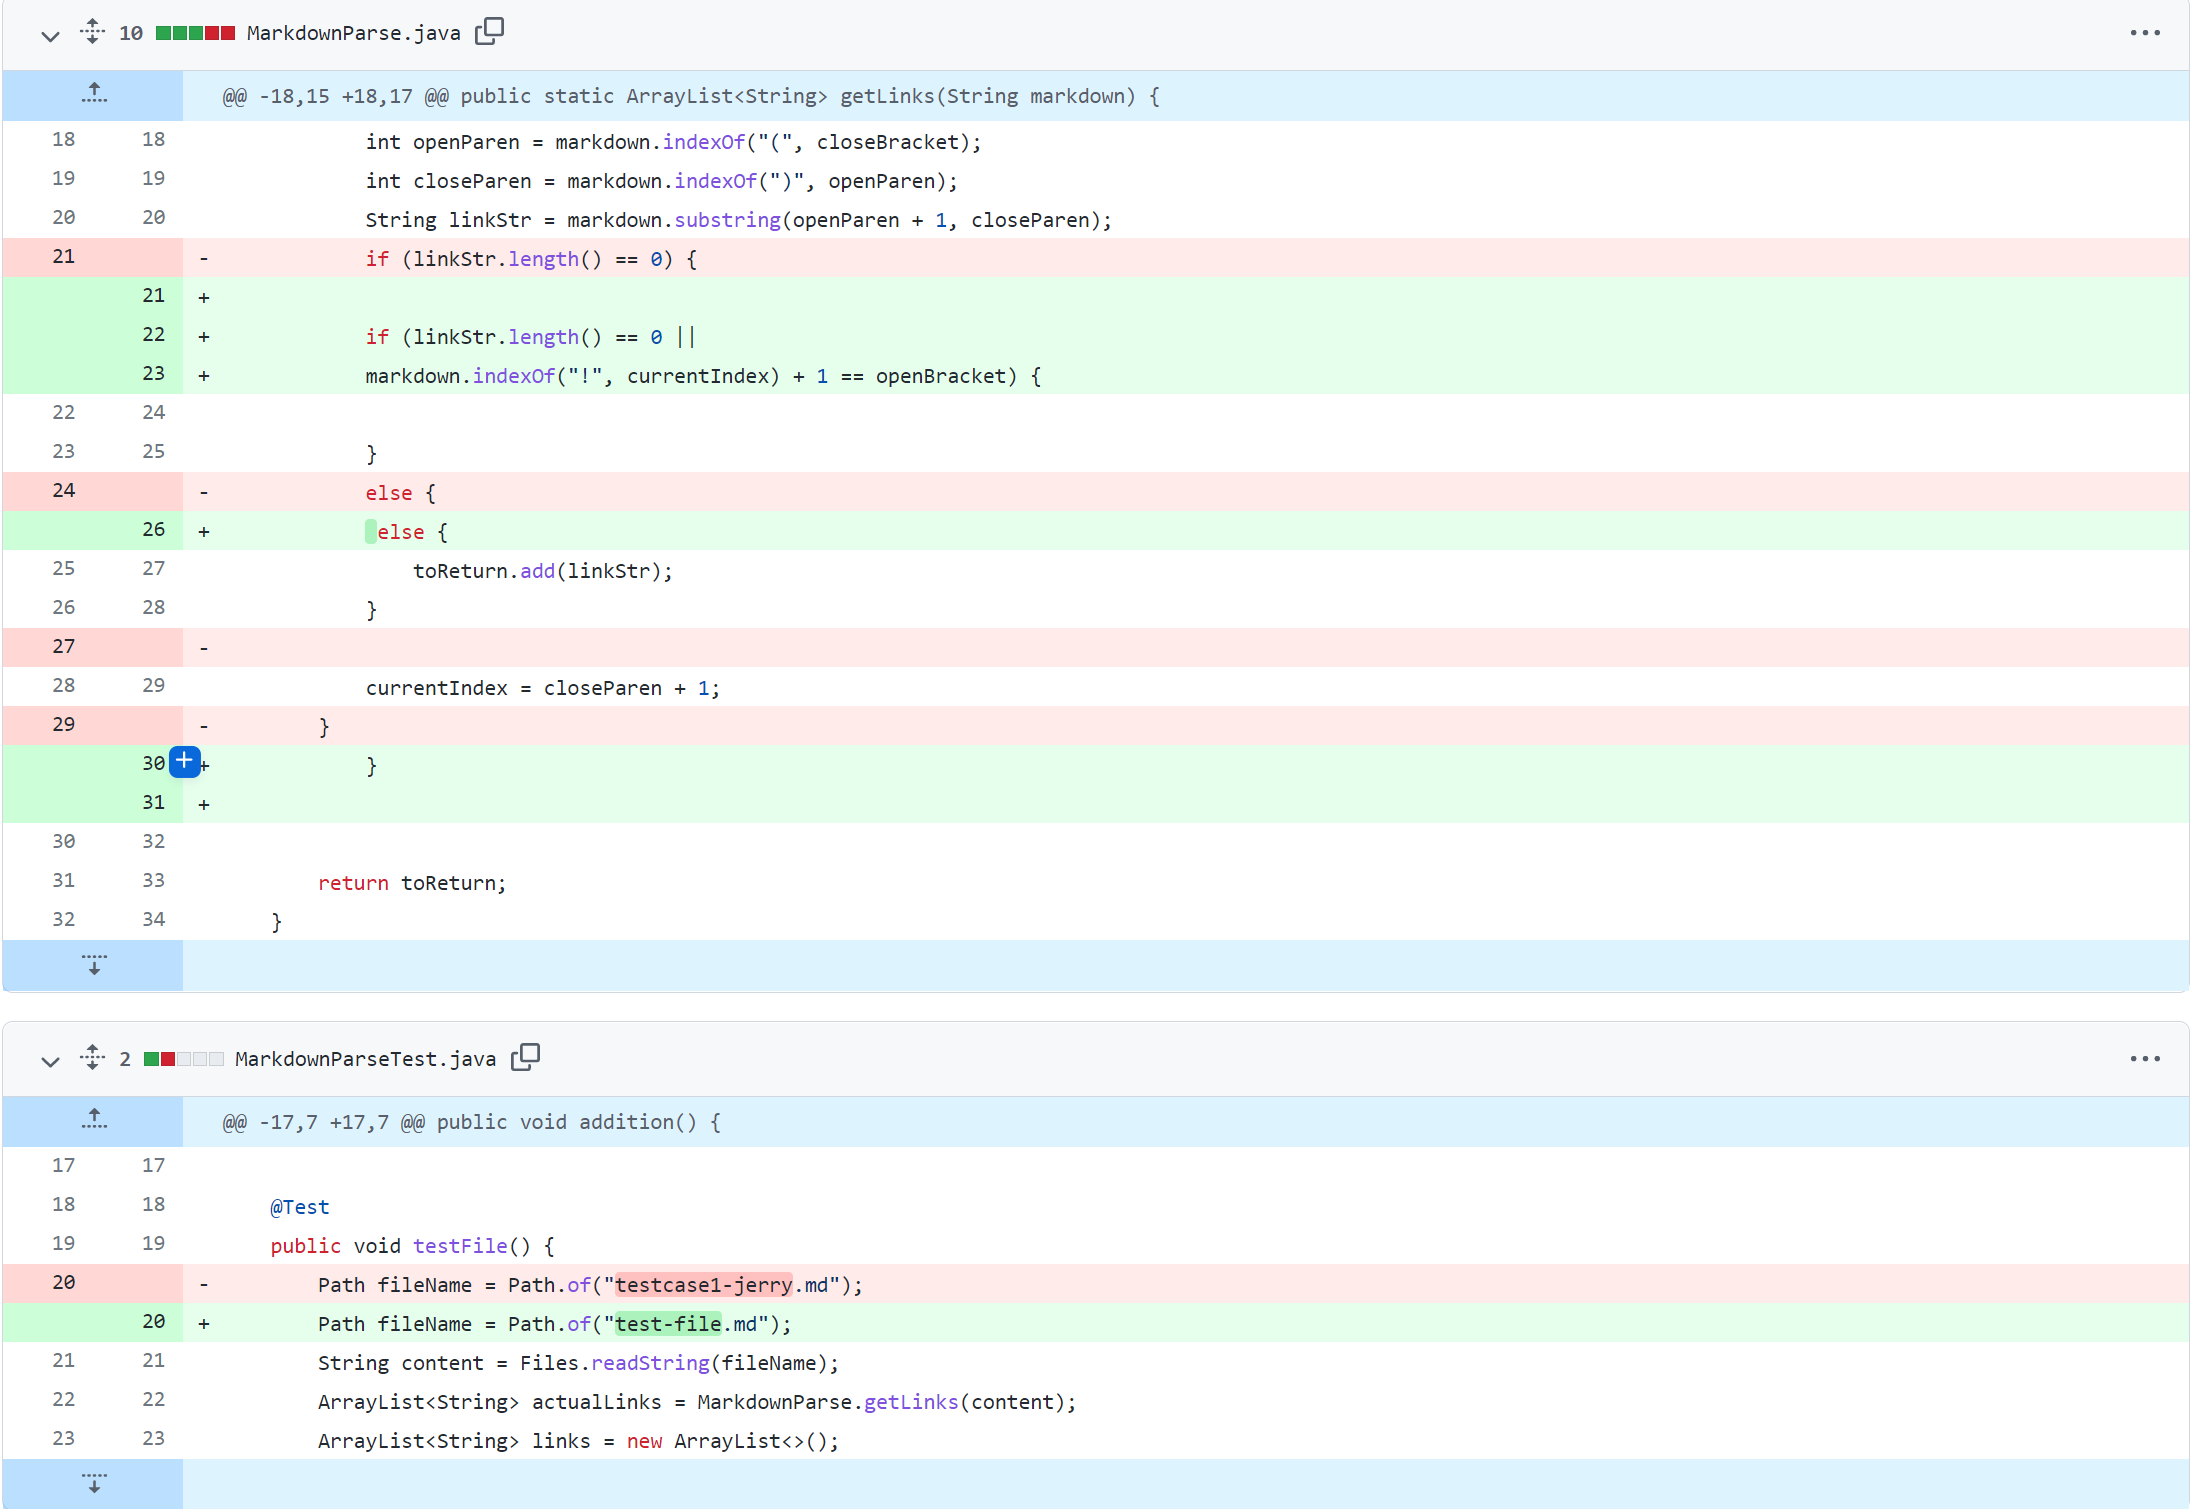 10 MarkdownParse.java
@@ -18,15 +18,17 @@ public static ArrayList<String> getLinks(String markdown) {
18 18 int openParen = markdown.indexOf("(", closeBracket);
19 19 int closeParen = markdown.indexOf(")", openParen);
20 20 String linkStr = markdown.substring(openParen + 1, closeParen);
21 - if (linkStr.length() == 0) {
21 +
22 + if (linkStr.length() == 0 ||
23 + markdown.indexOf("!", currentIndex) + 1 == openBracket) {
22 24
23 25 }
24 - else {
26 + else {
25 27 toReturn.add(linkStr);
26 28 }
27 -
28 29 currentIndex = closeParen + 1;
29 - }
30 + }
31 +
30 32
31 33 return toReturn;
32 34 }
2 MarkdownParseTest.java
@@ -17,7 +17,7 @@ public void addition() {
17 17
18 18 @Test
19 19 public void testFile() {
20 - Path fileName = Path.of("testcase1-jerry.md");
20 + Path fileName = Path.of("test-file.md");
21 21 String content = Files.readString(fileName);
22 22 ArrayList<String> actualLinks = MarkdownParse.getLinks(content);
23 23 ArrayList<String> links = new ArrayList<>();